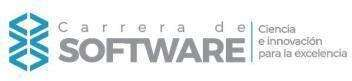 Carrera de
SOFTWARE
Ciencia
e innovación
para la excelencia